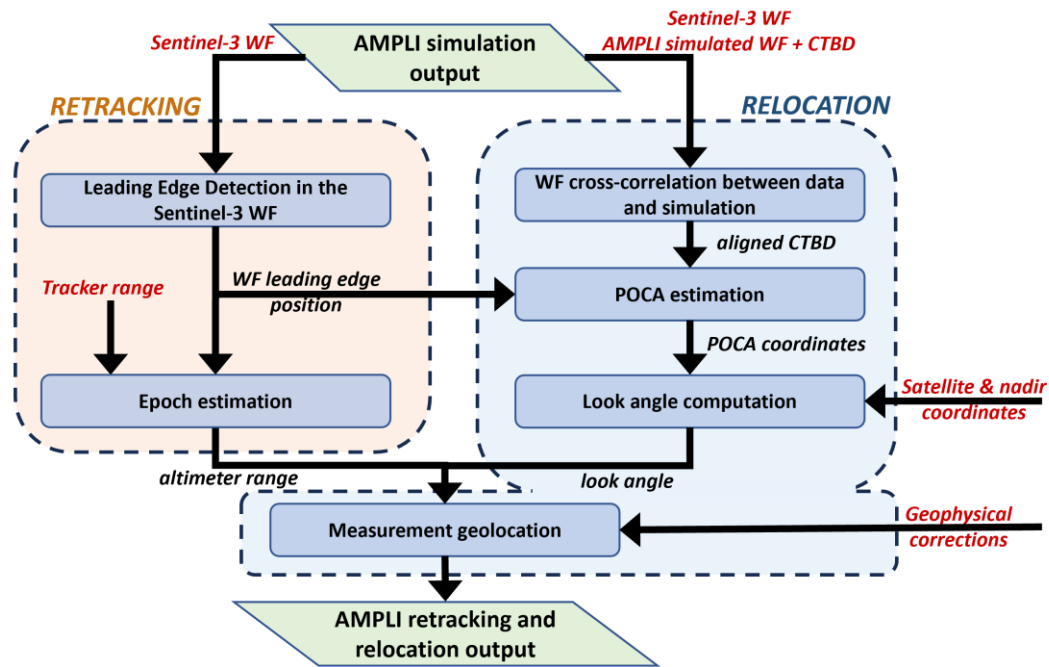 Sentinel-3 WF
AMPLI simulation
output
Sentinel-3 WF
AMPLI simulated WF + CTBD
RETRACKING
RELOCATION
Leading Edge Detection in the
Sentinel-3 WF
WF cross-correlation between data
and simulation
aligned CTBD
Tracker range
WF leading edge
position
POCA estimation
POCA coordinates
Epoch estimation
Look angle computation
Satellite & nadir
coordinates
altimeter range
look angle
Measurement geolocation
Geophysical
corrections
AMPLI retracking and
relocation output